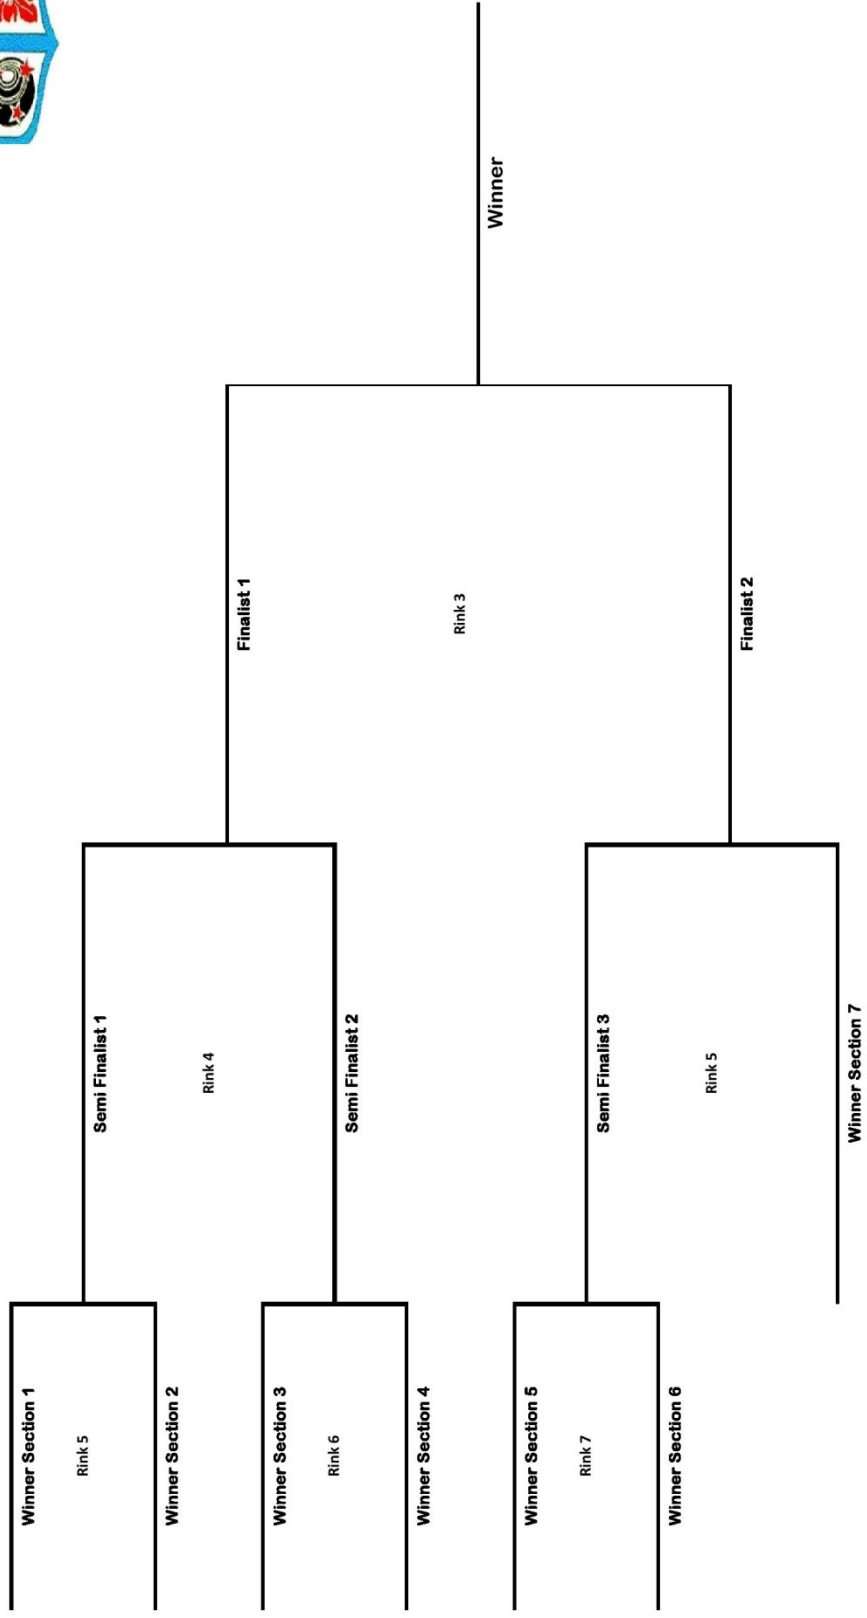 Winner Section 1
Rink 5
Winner Section 2
Winner Section 3
Rink 6
Winner Section 4
Winner Section 5
Rink 7
Winner Section 6
Semi Finalist 1
Rink 4
Semi Finalist 2
Semi Finalist 3
Rink 5
Winner Section 7
Finalist 1
Rink 3
Finalist 2
Winner